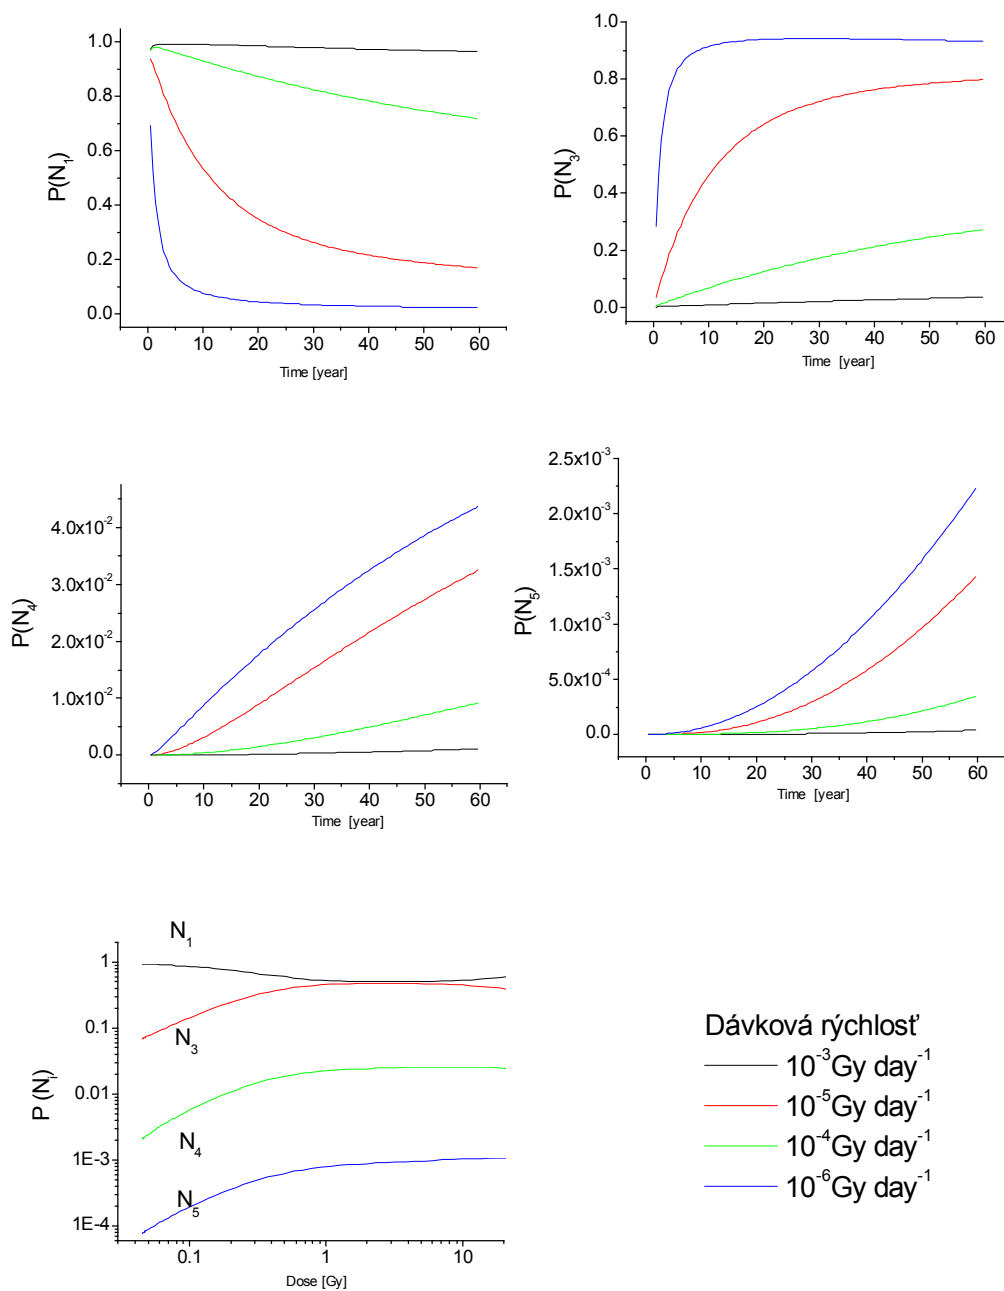 1.0
0.8
0.6
0.4
0.2
0.0
P(N₁)
0 10 20 30 40 50 60
Time [year]
1.0
0.8
0.6
0.4
0.2
0.0
P(N₃)
0 10 20 30 40 50 60
Time [year]
4.0x10⁻²
3.0x10⁻²
2.0x10⁻²
1.0x10⁻²
0.0
P(N₄)
0 10 20 30 40 50 60
Time [year]
2.5x10⁻³
2.0x10⁻³
1.5x10⁻³
1.0x10⁻³
5.0x10⁻⁴
0.0
P(N₅)
0 10 20 30 40 50 60
Time [year]
N₁
1
0.1
N₃
0.01
N₄
1E-3
N₅
1E-4
P (Nᵢ)
0.1 1 10
Dose [Gy]
Dávková rýchlosť
10⁻³Gy day⁻¹
10⁻⁵Gy day⁻¹
10⁻⁴Gy day⁻¹
10⁻⁶Gy day⁻¹